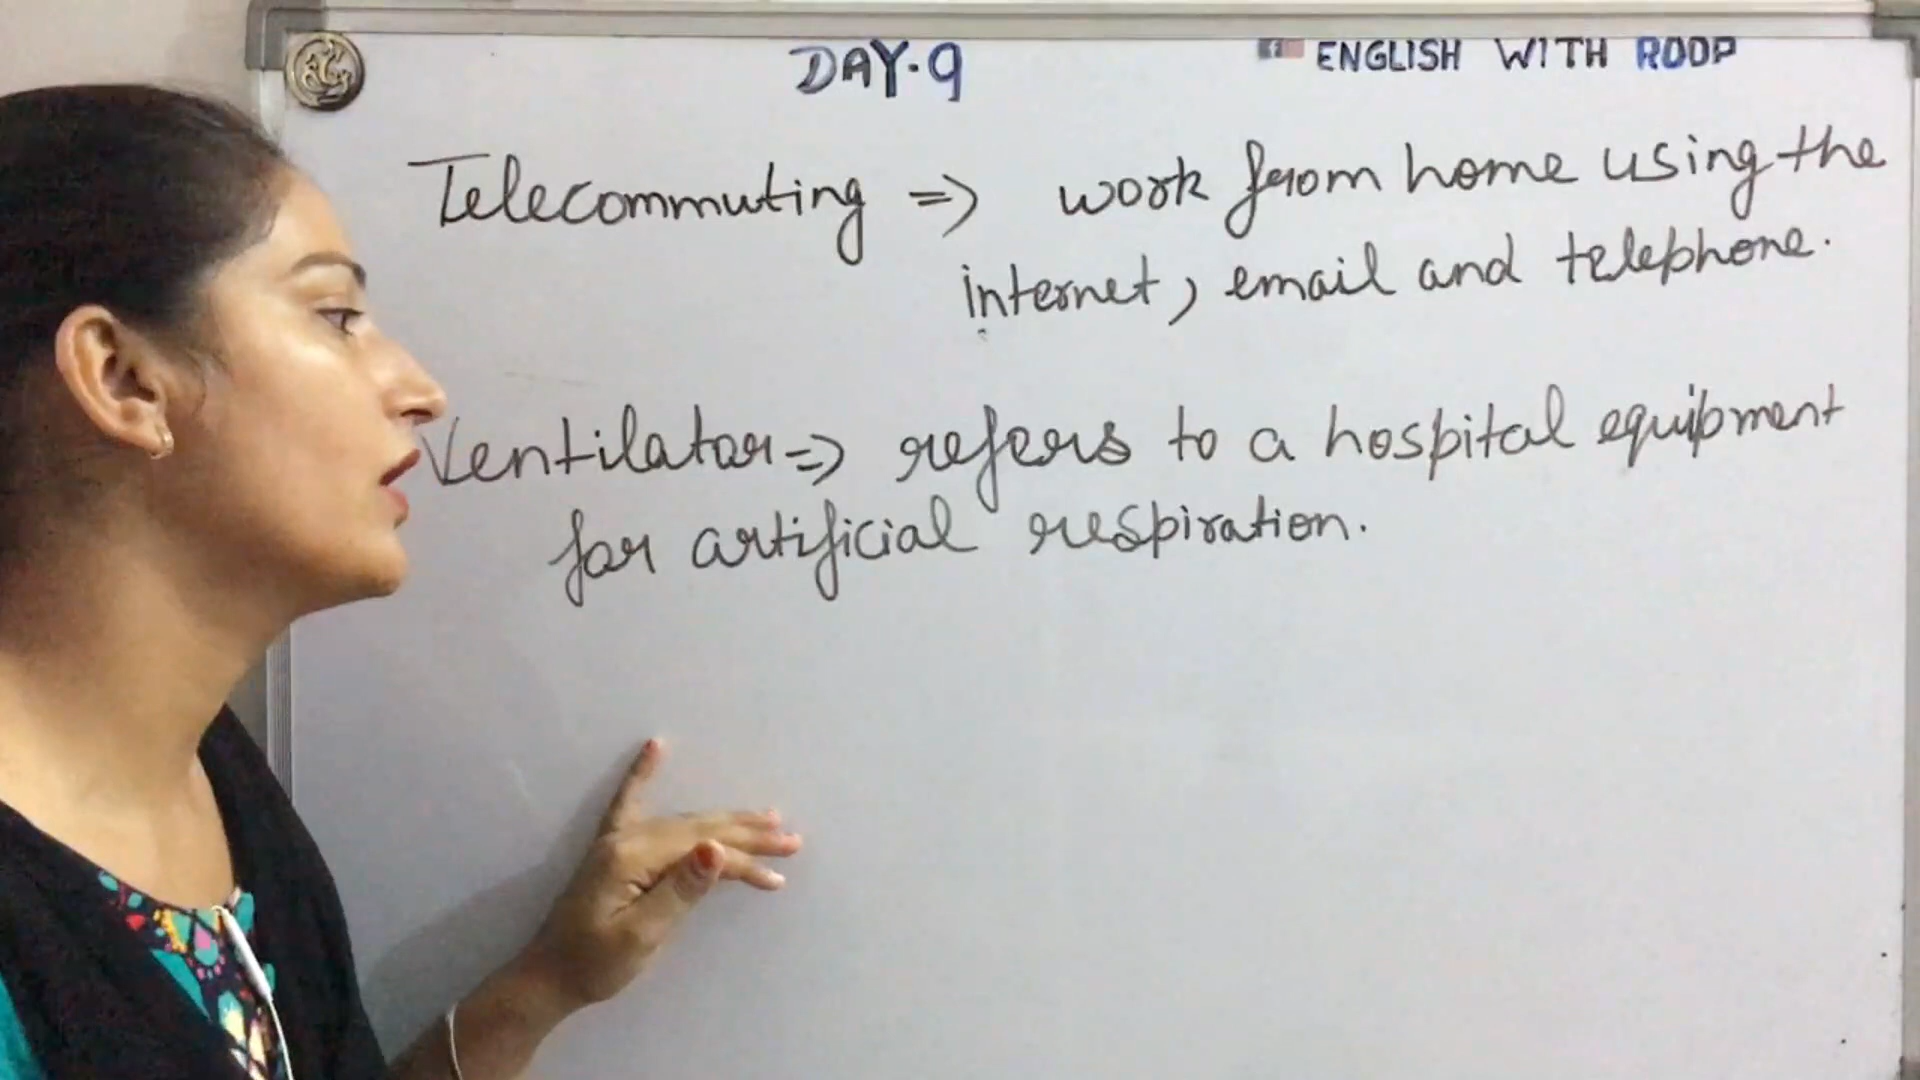 DAY.9
ENGLISH WITH ROOP
Telecommuting => work from home using the
internet, email and telephone.
Ventilator => refers to a hospital equipment
for artificial respiration.